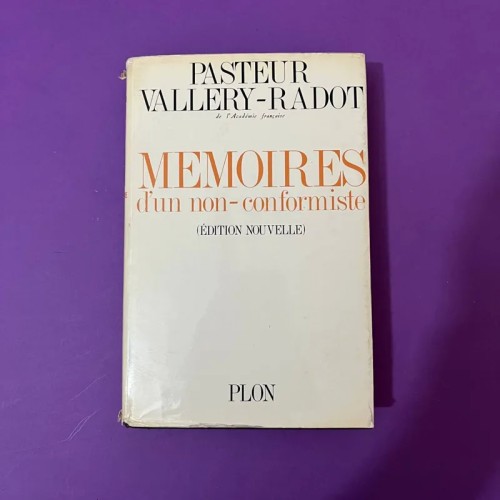 PASTEUR
VALLERY-RADOT
de l'Académie française
MEMOIRES
d'un non-conformiste
(ÉDITION NOUVELLE)
PLON